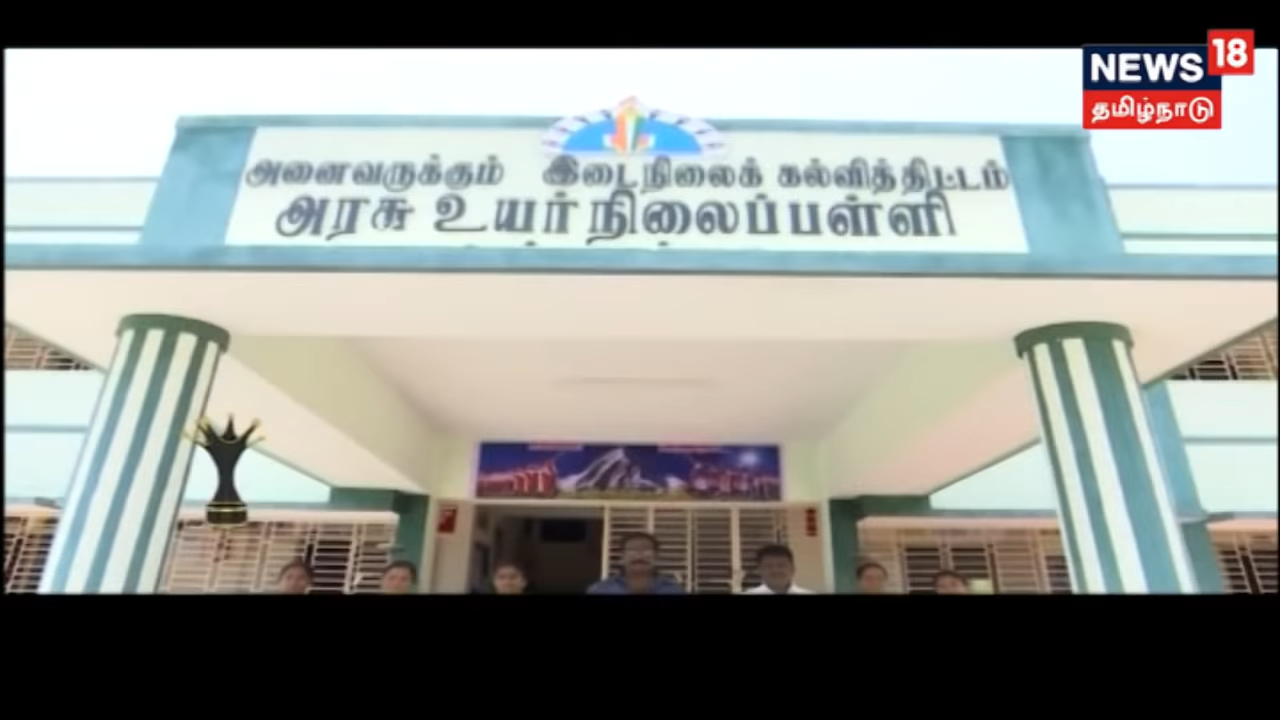 NEWS 18
தமிழ்நாடு
அனைவருக்கும் இடைநிலைக் கல்வித்திட்டம்
அரசு உயர்நிலைப்பள்ளி